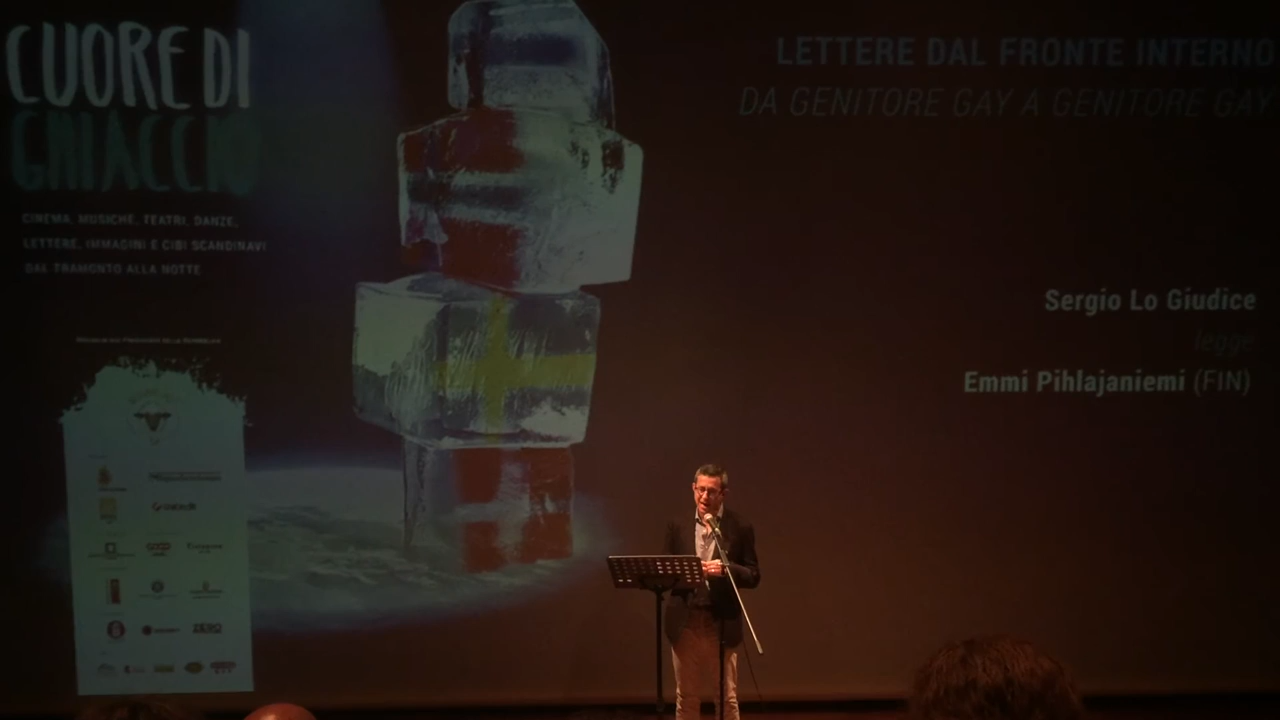 CUORE DI
GHIACCIO
CINEMA, MUSICHE, TEATRI, DANZE,
LETTERE, IMMAGINI E CIBI SCANDINAVI
DAL TRAMONTO ALLA NOTTE
LETTERE DAL FRONTE INTERNO
DA GENITORE GAY A GENITORE GAY
Sergio Lo Giudice
legge
Emmi Pihlajaniemi (FIN)